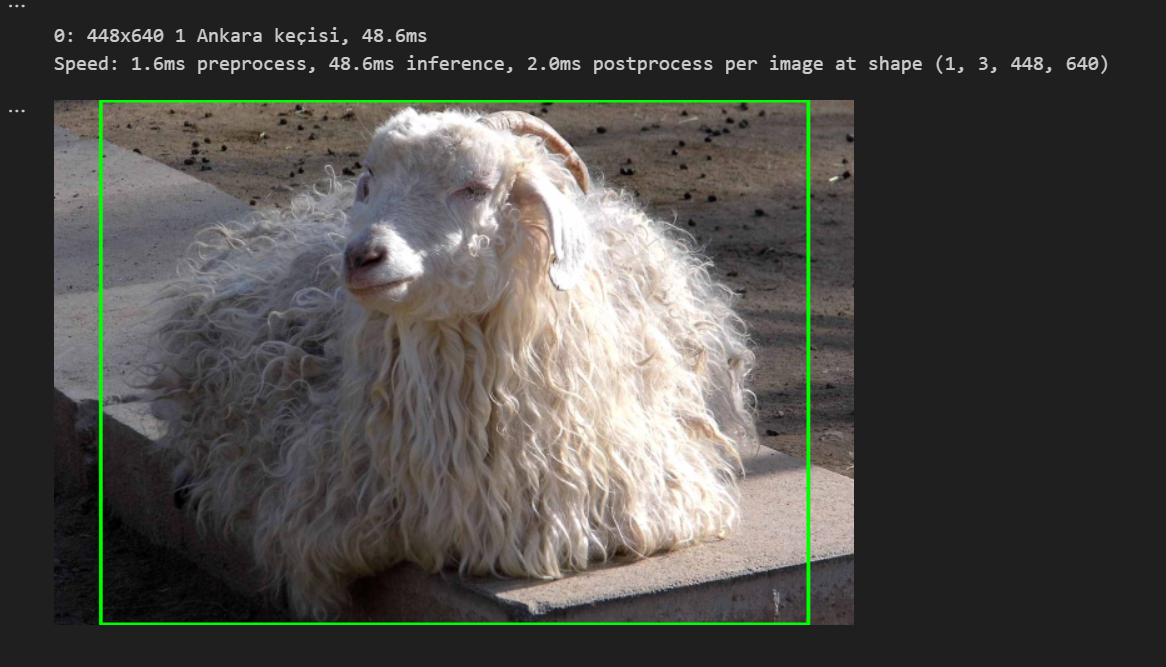 ...
0: 448x640 1 Ankara keçisi, 48.6ms
Speed: 1.6ms preprocess, 48.6ms inference, 2.0ms postprocess per image at shape (1, 3, 448, 640)
...